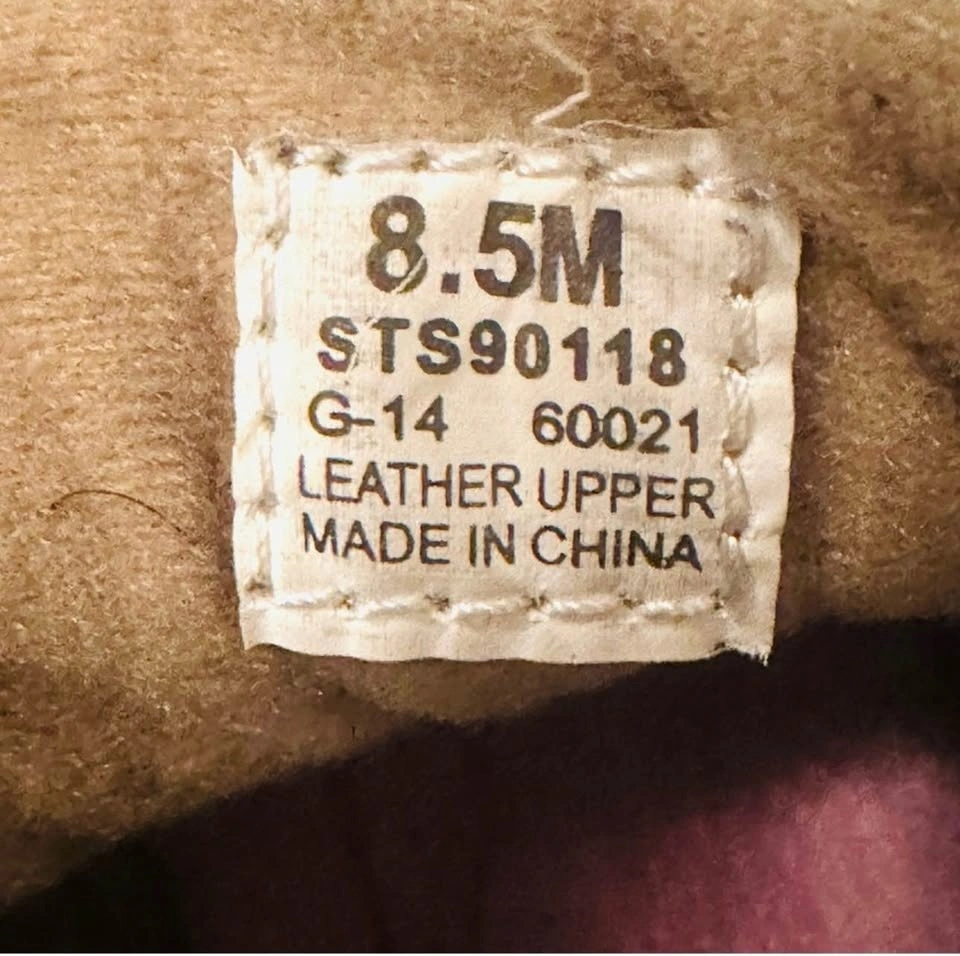 8.5M
STS90118
G-14 60021
LEATHER UPPER
MADE IN CHINA